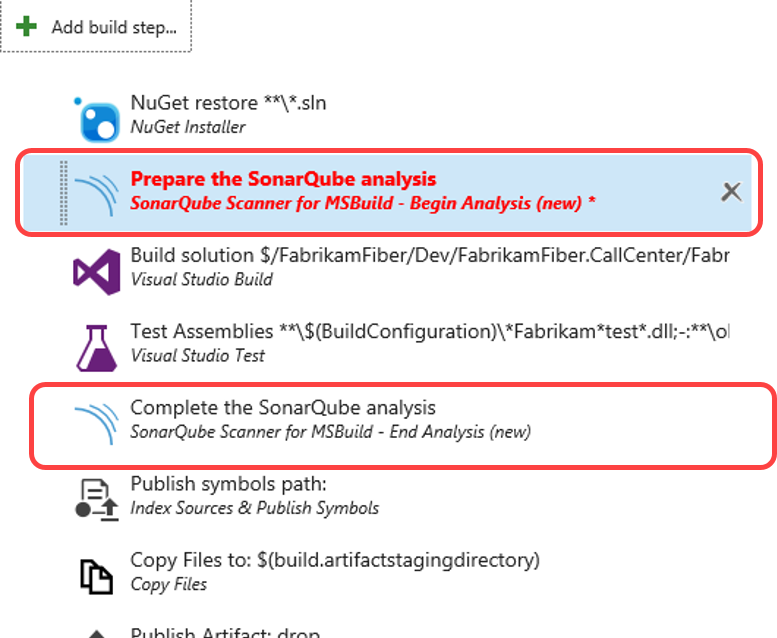 Add build step...
NuGet restore **\*.sln
NuGet Installer
Prepare the SonarQube analysis
SonarQube Scanner for MSBuild - Begin Analysis (new) *
Build solution $/FabrikamFiber/Dev/FabrikamFiber.CallCenter/Fabr
Visual Studio Build
Test Assemblies **\$(BuildConfiguration)\*Fabrikam*test*.dll;-:**\ol
Visual Studio Test
Complete the SonarQube analysis
SonarQube Scanner for MSBuild - End Analysis (new)
Publish symbols path:
Index Sources & Publish Symbols
Copy Files to: $(build.artifactstagingdirectory)
Copy Files
Publish Artifact: drop